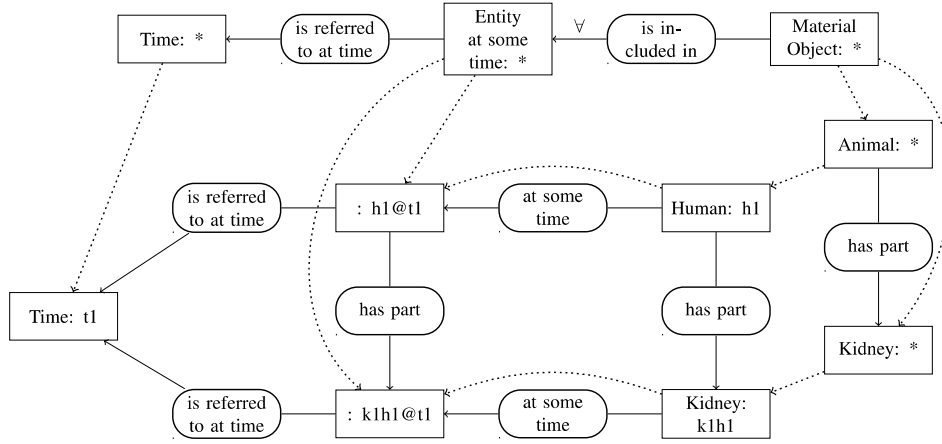 Time: *
is referred
to at time
Entity
at some
time: *
∀
is in-
cluded in
Material
Object: *
Animal: *
is referred
to at time
: h1@t1
at some
time
Human: h1
has part
Time: t1
has part
has part
Kidney: *
is referred
to at time
: k1h1@t1
at some
time
Kidney:
k1h1